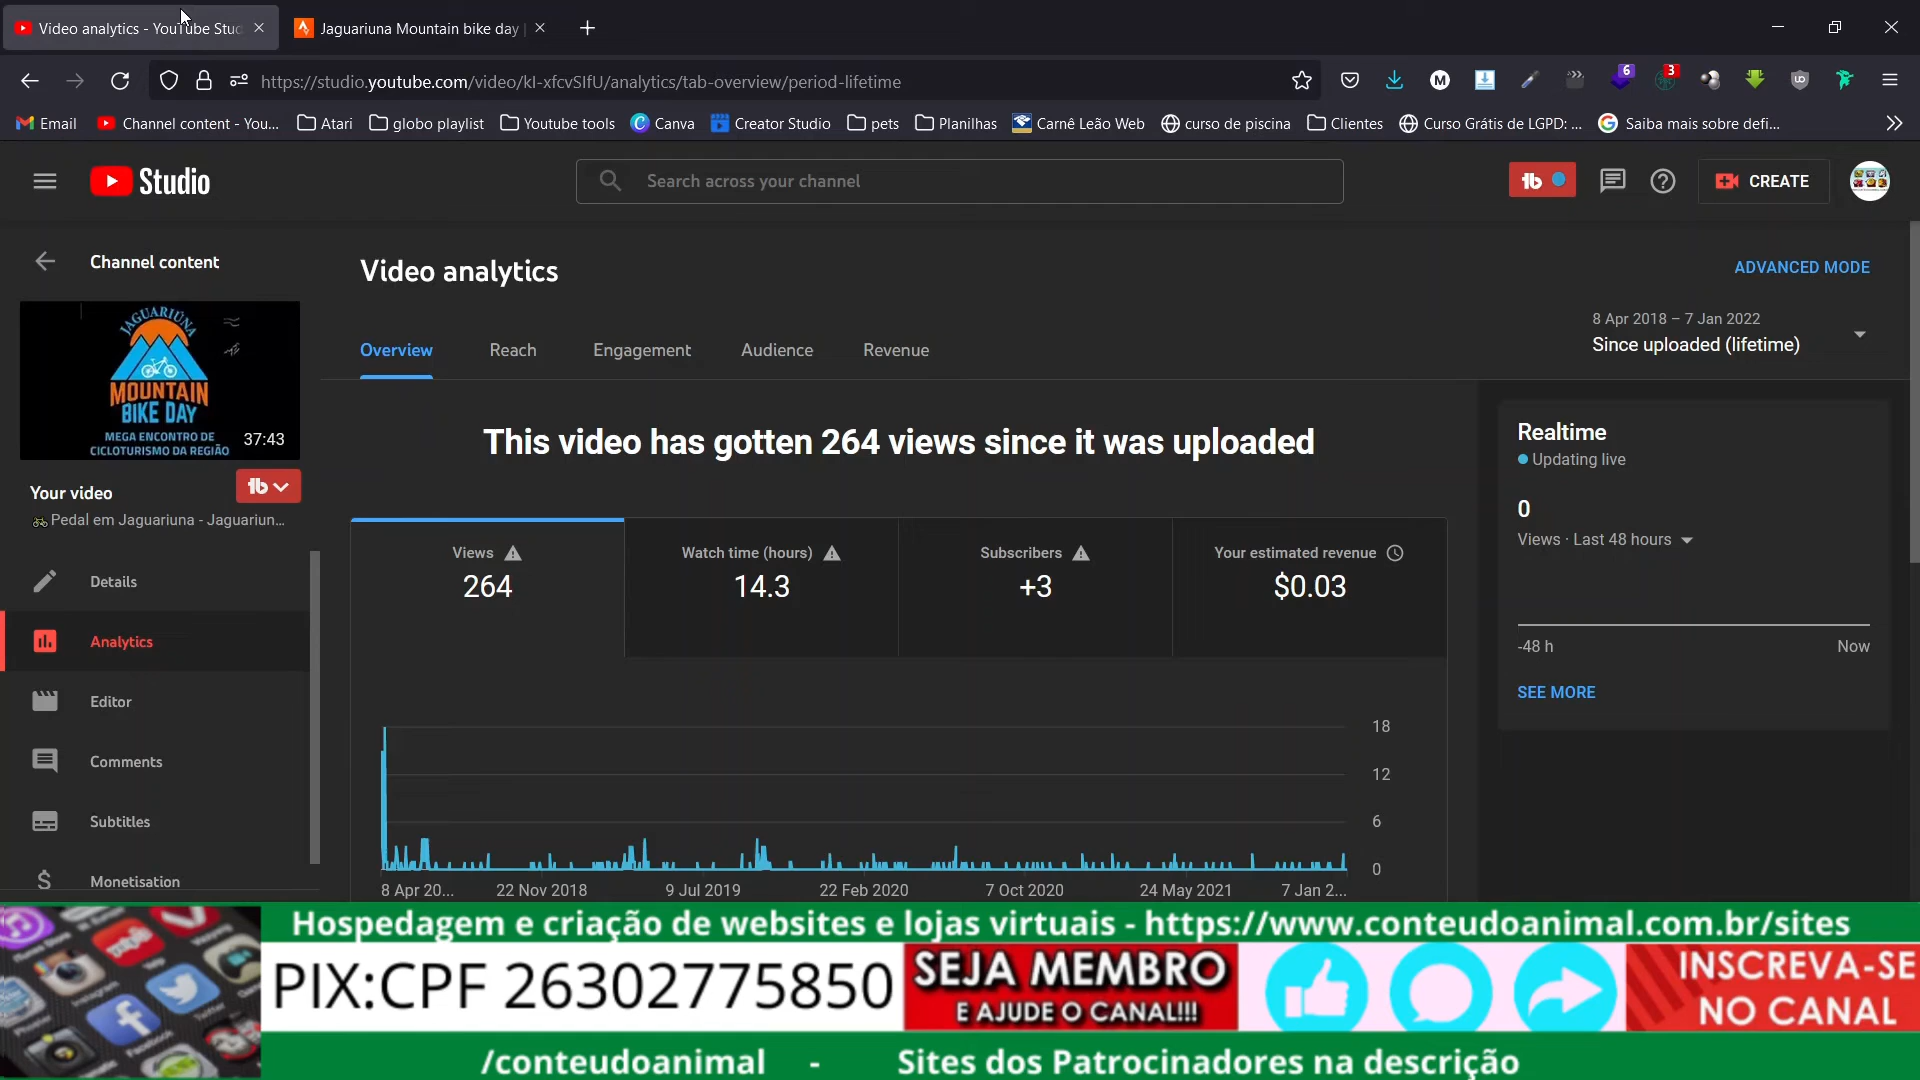 Video analytics - YouTube Stud
Jaguariuna Mountain bike day |
https://studio.youtube.com/video/kI-xfcvSIfU/analytics/tab-overview/period-lifetime
M
6
3
Email
Channel content - You...
Atari
globo playlist
Youtube tools
Canva
Creator Studio
pets
Planilhas
Carnê Leão Web
curso de piscina
Clientes
Curso Grátis de LGPD: ...
Saiba mais sobre defi...
Studio
Search across your channel
CREATE
Channel content
JAGUARIÚNA
MOUNTAIN
BIKE DAY
MEGA ENCONTRO DE
CICLOTURISMO DA REGIÃO
37:43
Your video
Pedal em Jaguariuna - Jaguariun...
Details
Analytics
Editor
Comments
Subtitles
Monetisation
Video analytics
ADVANCED MODE
Overview
Reach
Engagement
Audience
Revenue
8 Apr 2018 – 7 Jan 2022
Since uploaded (lifetime)
This video has gotten 264 views since it was uploaded
Views
264
Watch time (hours)
14.3
Subscribers
+3
Your estimated revenue
$0.03
18
12
6
0
8 Apr 20...
22 Nov 2018
9 Jul 2019
22 Feb 2020
7 Oct 2020
24 May 2021
7 Jan 2...
Realtime
Updating live
0
Views · Last 48 hours
-48 h
Now
SEE MORE
Hospedagem e criação de websites e lojas virtuais - https://www.conteudoanimal.com.br/sites
PIX:CPF 26302775850
SEJA MEMBRO
E AJUDE O CANAL!!!
INSCREVA-SE
NO CANAL
/conteudoanimal - Sites dos Patrocinadores na descrição